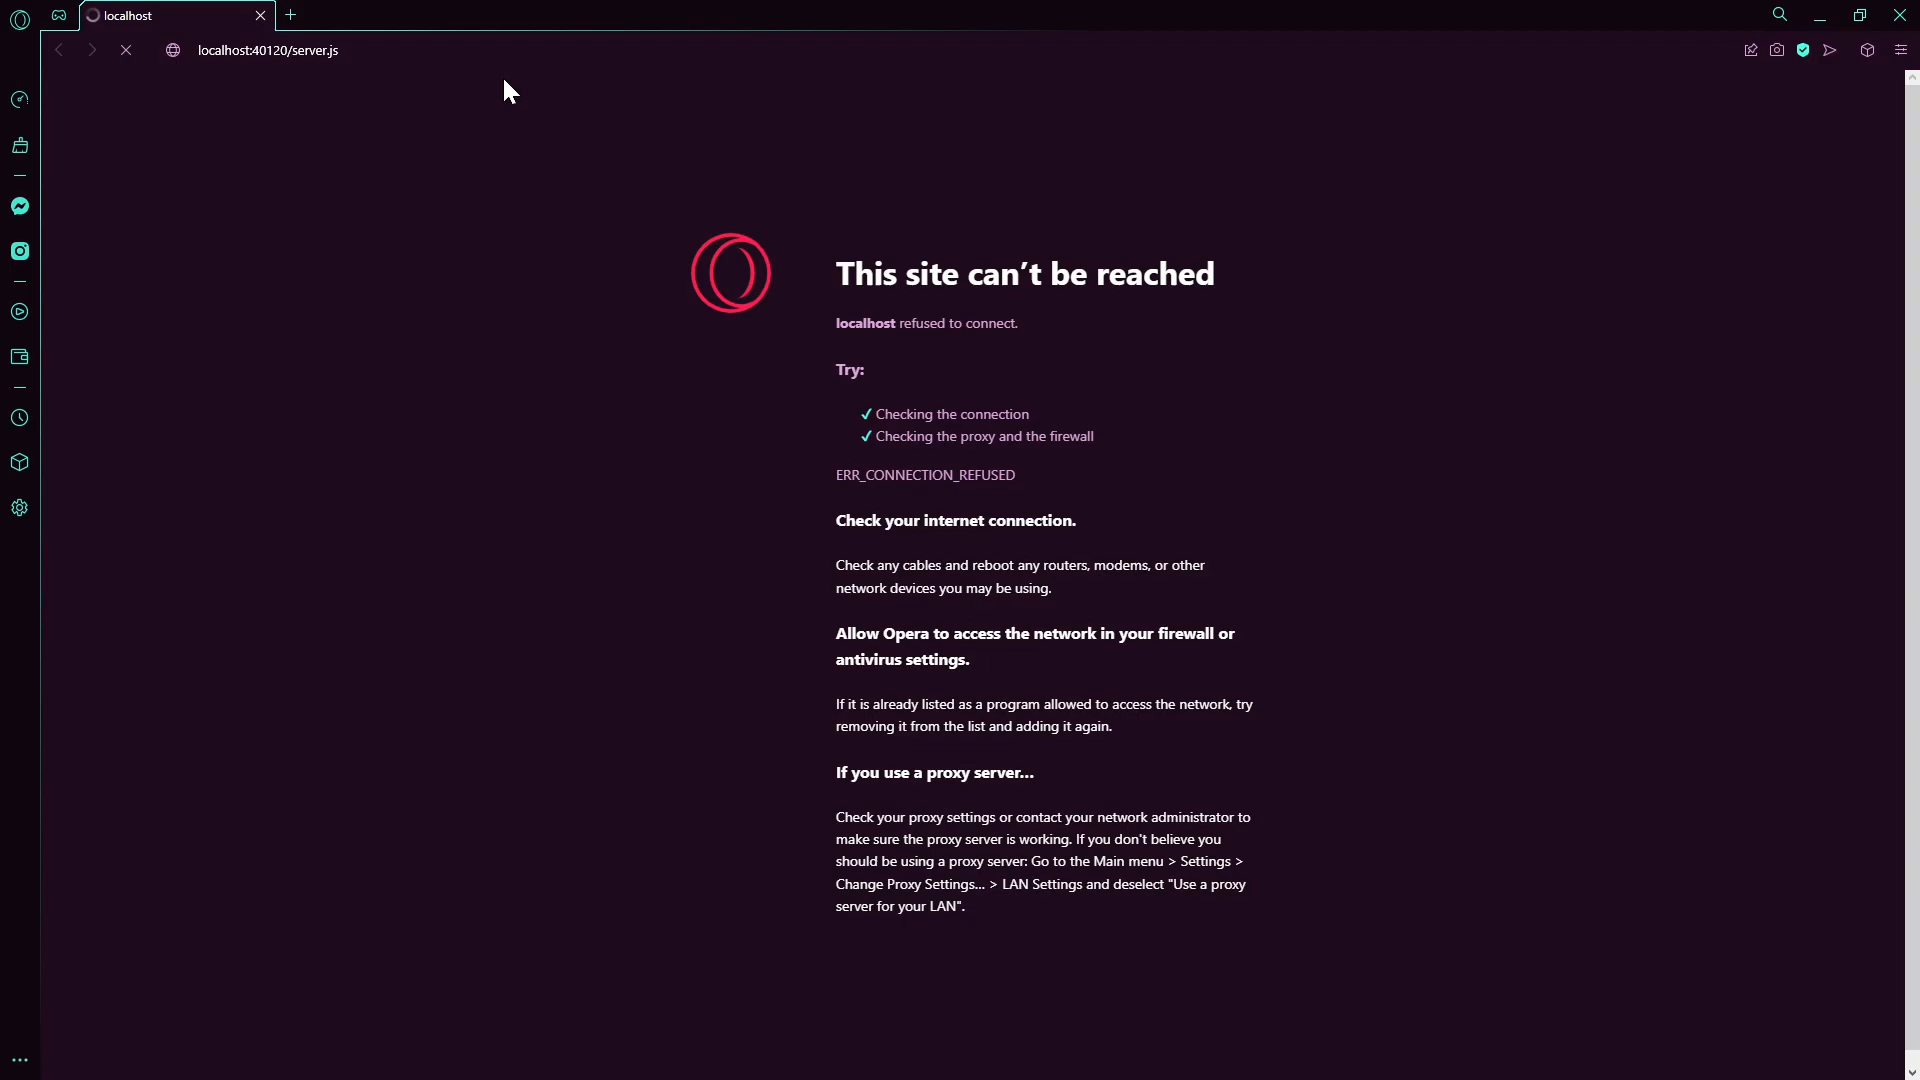 localhost
localhost:40120/server.js
This site can’t be reached
localhost refused to connect.
Try:
Checking the connection
Checking the proxy and the firewall
ERR_CONNECTION_REFUSED
Check your internet connection.
Check any cables and reboot any routers, modems, or other
network devices you may be using.
Allow Opera to access the network in your firewall or
antivirus settings.
If it is already listed as a program allowed to access the network, try
removing it from the list and adding it again.
If you use a proxy server...
Check your proxy settings or contact your network administrator to
make sure the proxy server is working. If you don't believe you
should be using a proxy server: Go to the Main menu > Settings >
Change Proxy Settings... > LAN Settings and deselect "Use a proxy
server for your LAN".